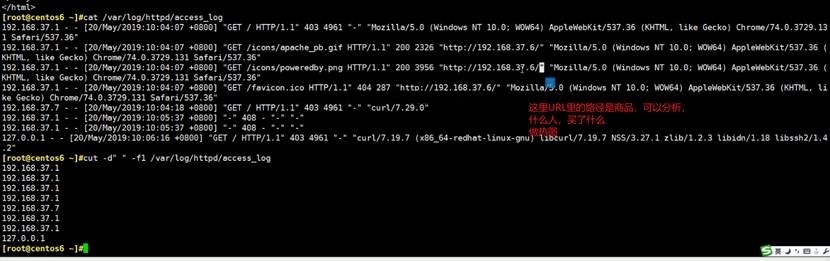 </html>
[root@centos6 ~]#cat /var/log/httpd/access_log
192.168.37.1 - - [20/May/2019:10:04:07 +0800] "GET / HTTP/1.1" 403 4961 "-" "Mozilla/5.0 (Windows NT 10.0; WOW64) AppleWebKit/537.36 (KHTML, like Gecko) Chrome/74.0.3729.13
1 Safari/537.36"
192.168.37.1 - - [20/May/2019:10:04:07 +0800] "GET /icons/apache_pb.gif HTTP/1.1" 200 2326 "http://192.168.37.6/" "Mozilla/5.0 (Windows NT 10.0; WOW64) AppleWebKit/537.36 (
KHTML, like Gecko) Chrome/74.0.3729.131 Safari/537.36"
192.168.37.1 - - [20/May/2019:10:04:07 +0800] "GET /icons/poweredby.png HTTP/1.1" 200 3956 "http://192.168.37.6/" "Mozilla/5.0 (Windows NT 10.0; WOW64) AppleWebKit/537.36 (
KHTML, like Gecko) Chrome/74.0.3729.131 Safari/537.36"
192.168.37.1 - - [20/May/2019:10:04:07 +0800] "GET /favicon.ico HTTP/1.1" 404 287 "http://192.168.37.6/" "Mozilla/5.0 (Windows NT 10.0; WOW64) AppleWebKit/537.36 (KHTML, li
ke Gecko) Chrome/74.0.3729.131 Safari/537.36"
192.168.37.7 - - [20/May/2019:10:04:18 +0800] "GET / HTTP/1.1" 403 4961 "-" "curl/7.29.0"
192.168.37.1 - - [20/May/2019:10:05:37 +0800] "-" 408 - "-" "-"
192.168.37.1 - - [20/May/2019:10:05:37 +0800] "-" 408 - "-" "-"
127.0.0.1 - - [20/May/2019:10:06:16 +0800] "GET / HTTP/1.1" 403 4961 "-" "curl/7.19.7 (x86_64-redhat-linux-gnu) libcurl/7.19.7 NSS/3.27.1 zlib/1.2.3 libidn/1.18 libssh2/1.4
.2"
这里URL里的路径是商品，可以分析，
什么人，买了什么
做热图
[root@centos6 ~]#cut -d" " -f1 /var/log/httpd/access_log
192.168.37.1
192.168.37.1
192.168.37.1
192.168.37.1
192.168.37.7
192.168.37.1
192.168.37.1
127.0.0.1
[root@centos6 ~]#
英